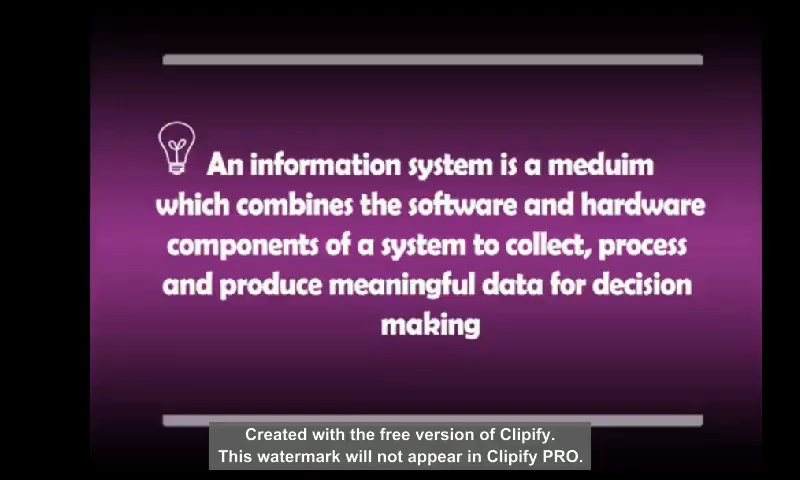 An information system is a meduim
which combines the software and hardware
components of a system to collect, process
and produce meaningful data for decision
making
Created with the free version of Clipify.
This watermark will not appear in Clipify PRO.